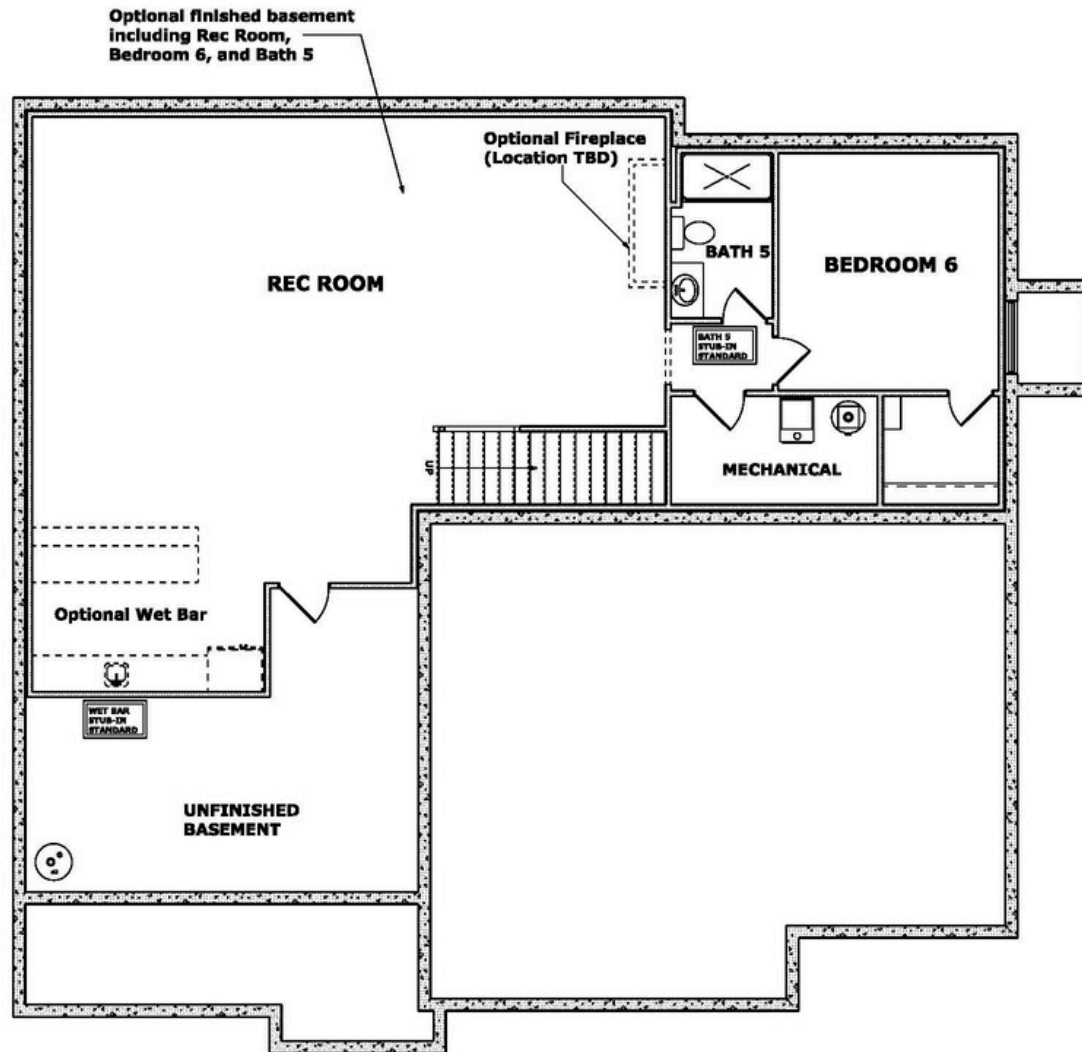 Optional finished basement
including Rec Room,
Bedroom 6, and Bath 5
Optional Fireplace
(Location TBD)
REC ROOM
BATH 5
BEDROOM 6
BATH 5
STUB-IN
STANDARD
UP
MECHANICAL
Optional Wet Bar
WET BAR
STUB-IN
STANDARD
UNFINISHED
BASEMENT